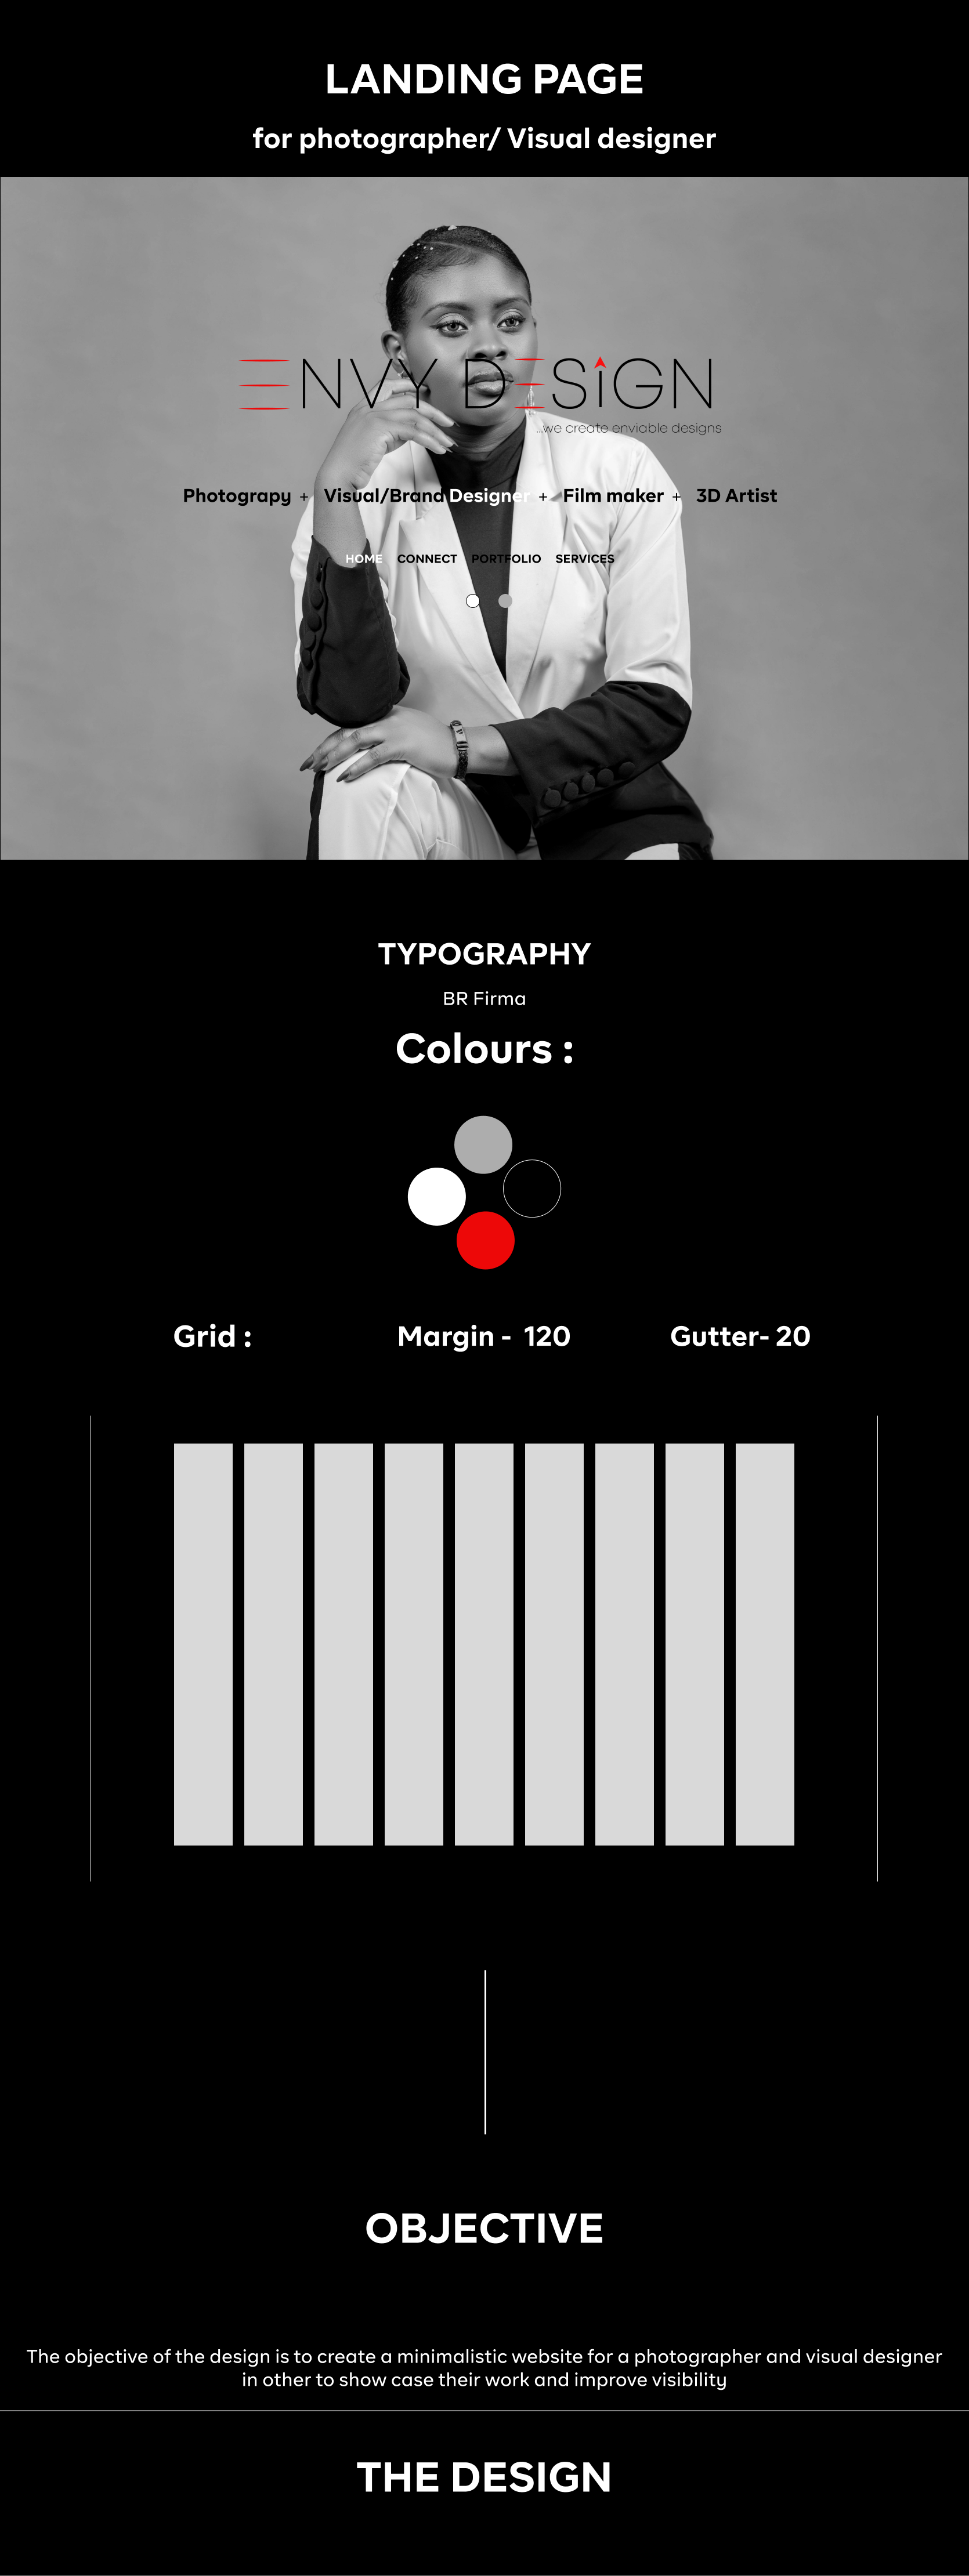 LANDING PAGE
for photographer/ Visual designer
ENVY DESiGN
...we create enviable designs
Photograpy + Visual/Brand Designer + Film maker + 3D Artist
HOME CONNECT PORTFOLIO SERVICES
TYPOGRAPHY
BR Firma
Colours :
Grid : Margin - 120 Gutter- 20
OBJECTIVE
The objective of the design is to create a minimalistic website for a photographer and visual designer
in other to show case their work and improve visibility
THE DESIGN